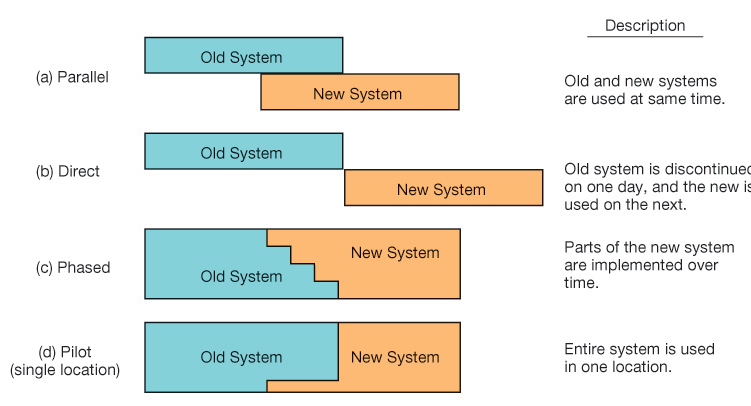 Description
(a) Parallel
Old System
New System
Old and new systems
are used at same time.
(b) Direct
Old System
New System
Old system is discontinued
on one day, and the new is
used on the next.
(c) Phased
Old System
New System
Parts of the new system
are implemented over
time.
(d) Pilot
(single location)
Old System
New System
Entire system is used
in one location.